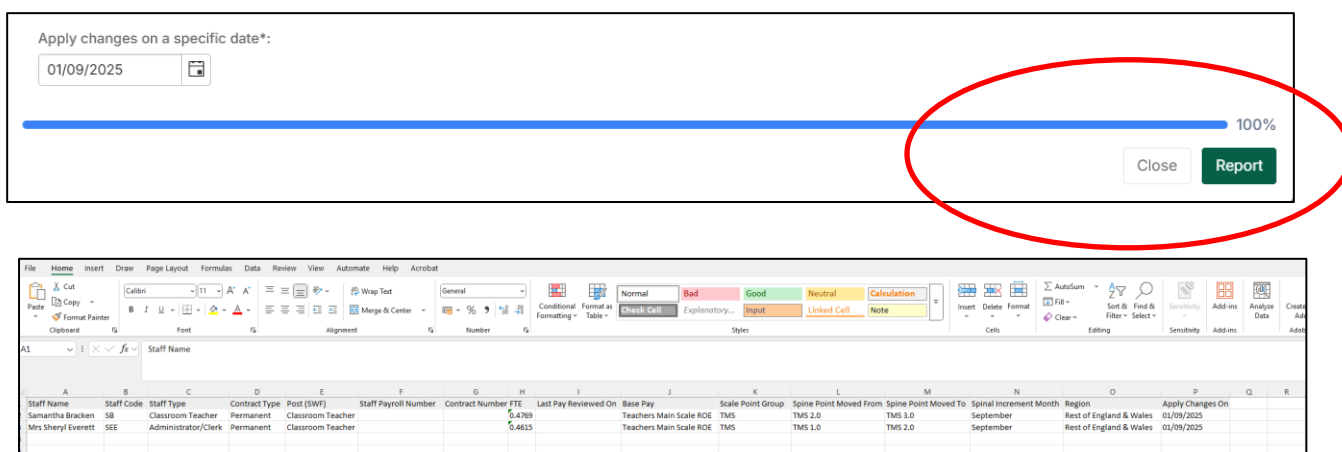 Apply changes on a specific date*:
01/09/2025
100%
Close Report
File Home Insert Draw Page Layout Formulas Data Review View Automate Help Acrobat
Cut
Copy
Format Painter
Paste
Calibri 11
Wrap Text
Merge & Center
General
Conditional Formatting
Format as Table
Normal Bad Good Neutral Calculation
Check Cell Explanatory... Input Linked Cell Note
Insert Delete Format
AutoSum
Fill
Clear
Sort & Filter
Find & Select
Sensitivity
Add-ins
Analyze Data
Clipboard Font Alignment Number Styles Cells Editing Sensitivity Add-ins
A1 fx Staff Name
A B C D E F G H I J K L M N O P Q R
Staff Name Staff Code Staff Type Contract Type Post (SWF) Staff Payroll Number Contract Number FTE Last Pay Reviewed On Base Pay Scale Point Group Spine Point Moved From Spine Point Moved To Spinal Increment Month Region Apply Changes On
Samantha Bracken SB Classroom Teacher Permanent Classroom Teacher 0.4769 Teachers Main Scale ROE TMS TMS 2.0 TMS 3.0 September Rest of England & Wales 01/09/2025
Mrs Sheryl Everett SEE Administrator/Clerk Permanent Classroom Teacher 0.4615 Teachers Main Scale ROE TMS TMS 1.0 TMS 2.0 September Rest of England & Wales 01/09/2025